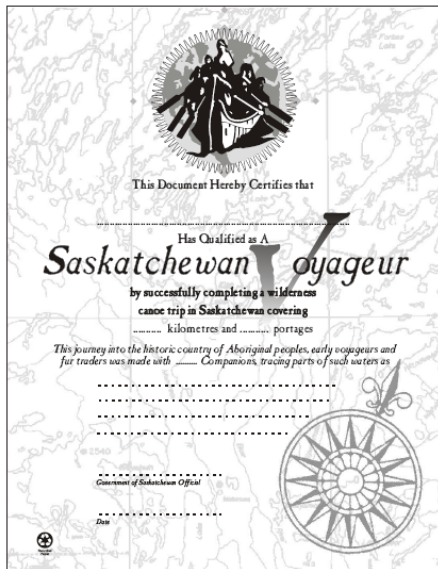 This Document Hereby Certifies that
Has Qualified as A
Saskatchewan Voyageur
by successfully completing a wilderness
canoe trip in Saskatchewan covering
............ kilometres and ............ portages
This journey into the historic country of Aboriginal peoples, early voyageurs and
fur traders was made with ......... Companions, tracing parts of such waters as
Government of Saskatchewan Official
Date